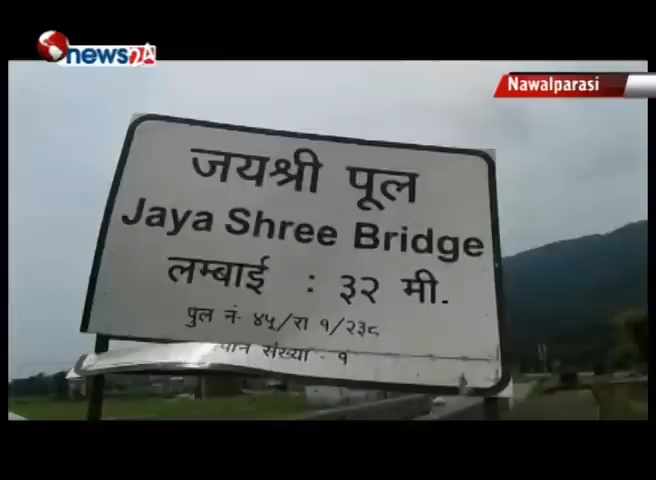 news24
Nawalparasi
जयश्री पूल
Jaya Shree Bridge
लम्बाई : ३२ मी.
पुल नं- ४५/रा १/२३८
स्पान संख्या - १